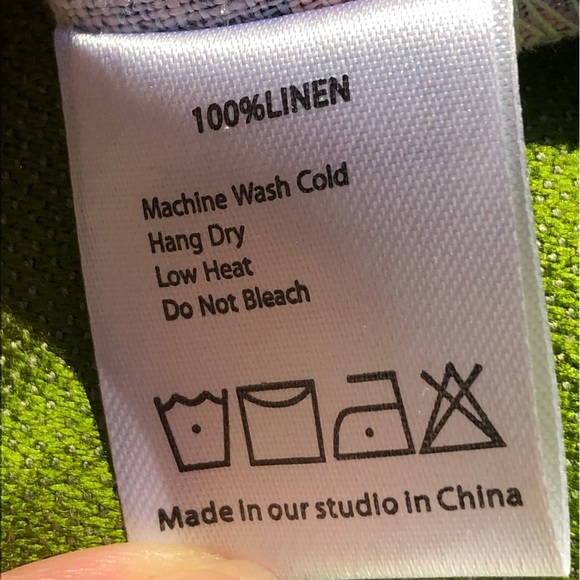 100%LINEN
Machine Wash Cold
Hang Dry
Low Heat
Do Not Bleach
Made in our studio in China